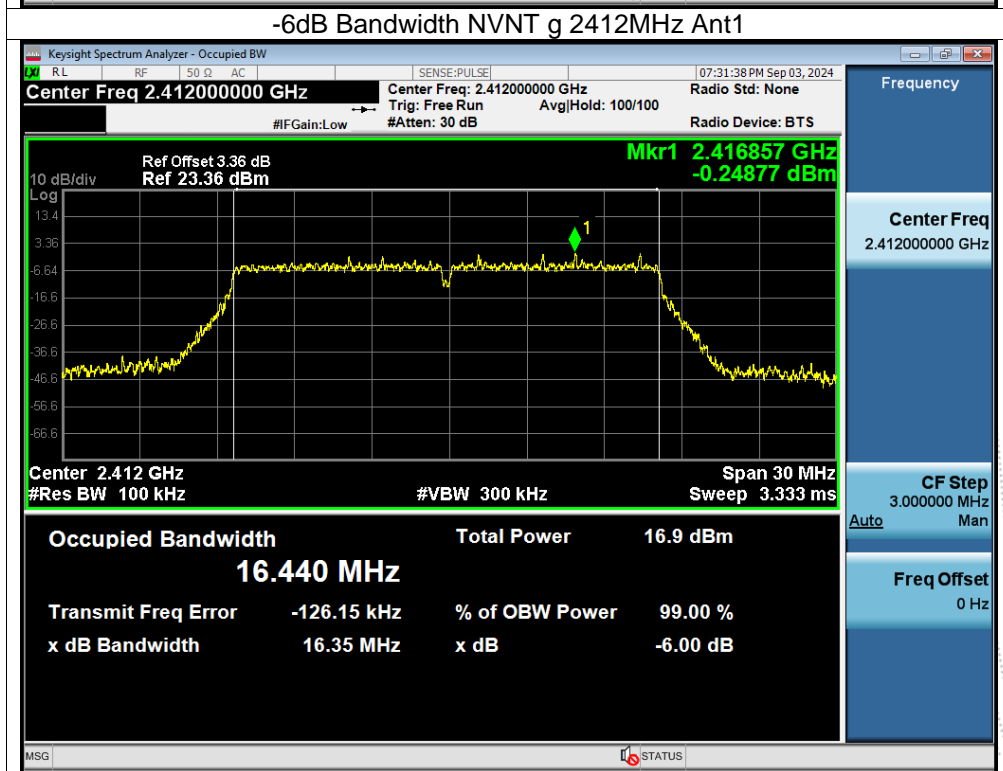 -6dB Bandwidth NVNT g 2412MHz Ant1
Keysight Spectrum Analyzer - Occupied BW
LXI RL RF 50 Ω AC SENSE:PULSE 07:31:38 PM Sep 03, 2024
Center Freq 2.412000000 GHz
Center Freq: 2.412000000 GHz
Radio Std: None
Trig: Free Run Avg|Hold: 100/100
#IFGain:Low #Atten: 30 dB
Radio Device: BTS
Frequency
Mkr1 2.416857 GHz
-0.24877 dBm
Ref Offset 3.36 dB
10 dB/div Ref 23.36 dBm
Log
13.4
3.36
-6.64
-16.6
-26.6
-36.6
-46.6
-56.6
-66.6
1
Center 2.412 GHz Span 30 MHz
#Res BW 100 kHz #VBW 300 kHz Sweep 3.333 ms
Occupied Bandwidth Total Power 16.9 dBm
16.440 MHz
Transmit Freq Error -126.15 kHz % of OBW Power 99.00 %
x dB Bandwidth 16.35 MHz x dB -6.00 dB
Center Freq
2.412000000 GHz
CF Step
3.000000 MHz
Auto Man
Freq Offset
0 Hz
MSG STATUS